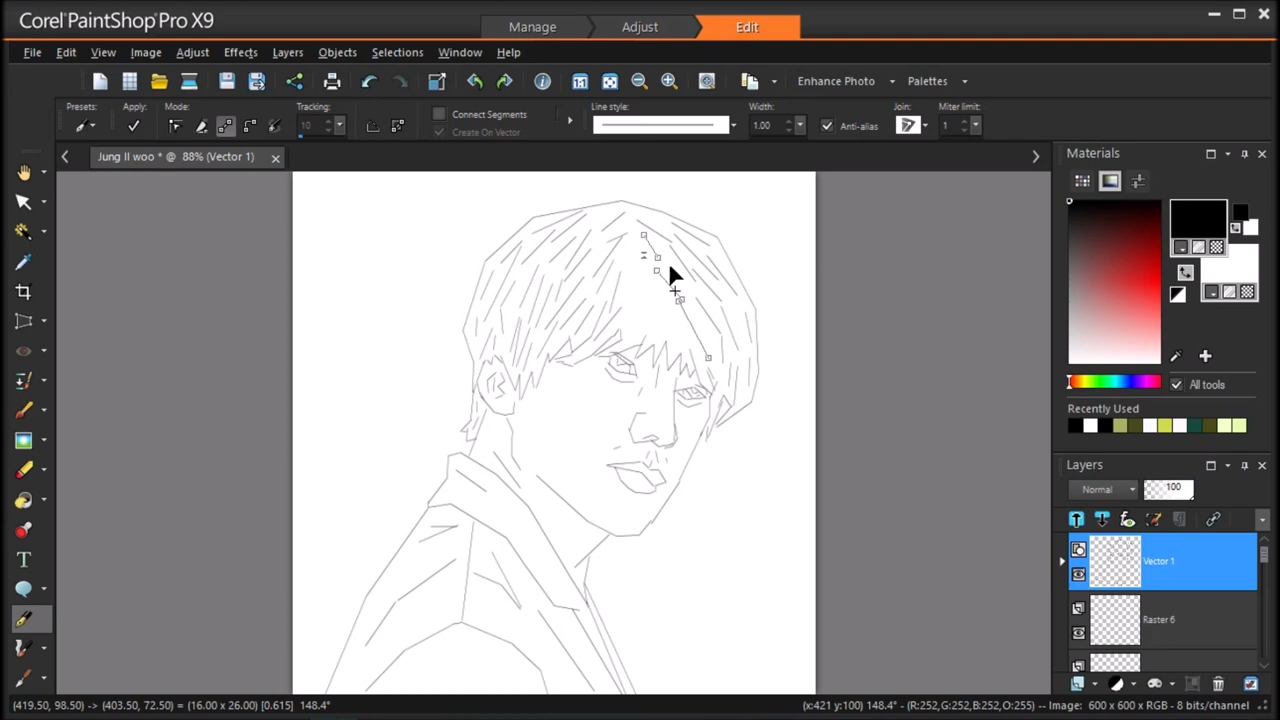 Corel PaintShop Pro X9
Manage
Adjust
Edit
File Edit View Image Adjust Effects Layers Objects Selections Window Help
Enhance Photo
Palettes
Presets:
Apply:
Mode:
Tracking:
10
Connect Segments
Create On Vector
Line style:
Width:
1.00
Anti-alias
Join:
Miter limit:
1
Jung Il woo * @ 88% (Vector 1)
Materials
All tools
Recently Used
Layers
Normal
100
Vector 1
Raster 6
(419.50, 98.50) -> (403.50, 72.50) = (16.00 x 26.00) [0.615] 148.4°
(x:421 y:100) 148.4° - (R:252,G:252,B:252,O:255) -- Image: 600 x 600 x RGB - 8 bits/channel